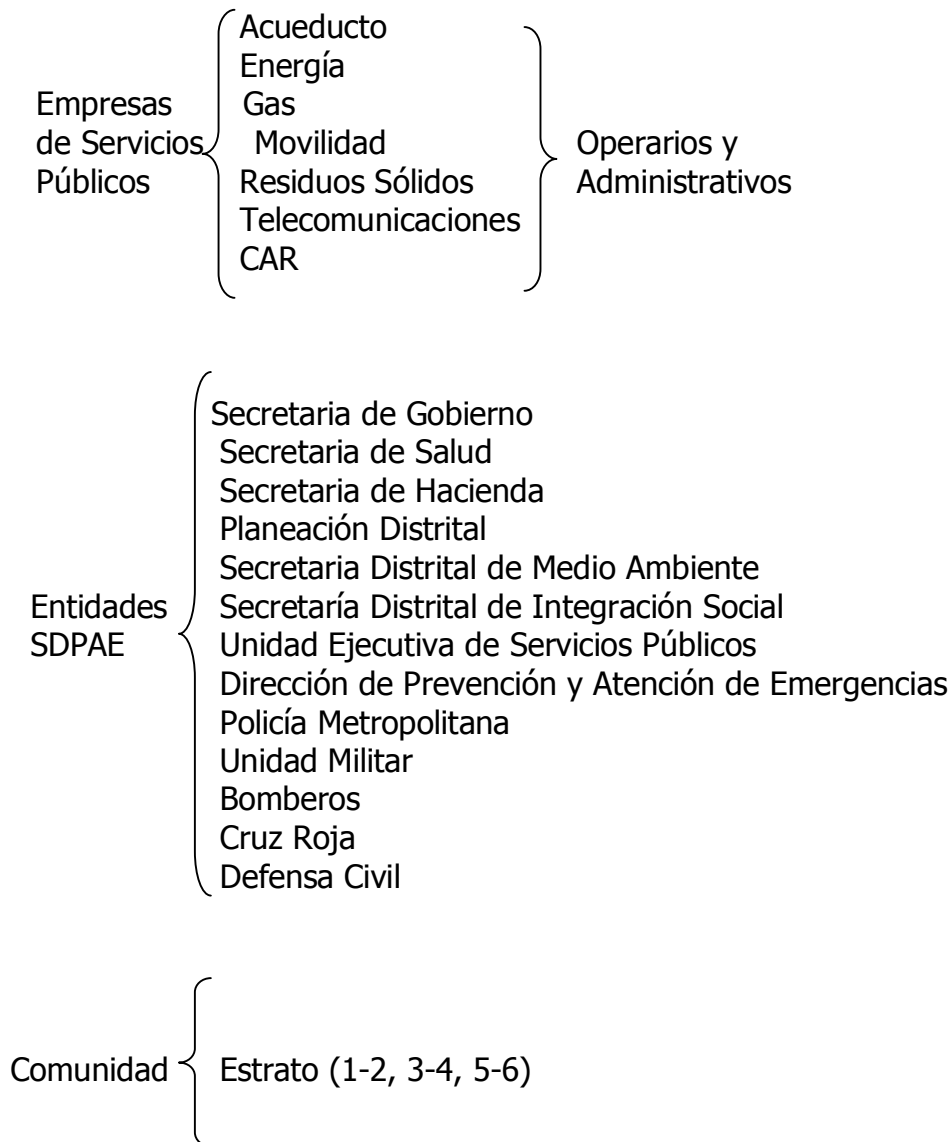 Acueducto
Energía
Empresas
de Servicios
Públicos
Gas
Movilidad
Residuos Sólidos
Telecomunicaciones
CAR
Operarios y
Administrativos
Entidades
SDPAE
Secretaria de Gobierno
Secretaria de Salud
Secretaria de Hacienda
Planeación Distrital
Secretaria Distrital de Medio Ambiente
Secretaría Distrital de Integración Social
Unidad Ejecutiva de Servicios Públicos
Dirección de Prevención y Atención de Emergencias
Policía Metropolitana
Unidad Militar
Bomberos
Cruz Roja
Defensa Civil
Comunidad
Estrato (1-2, 3-4, 5-6)